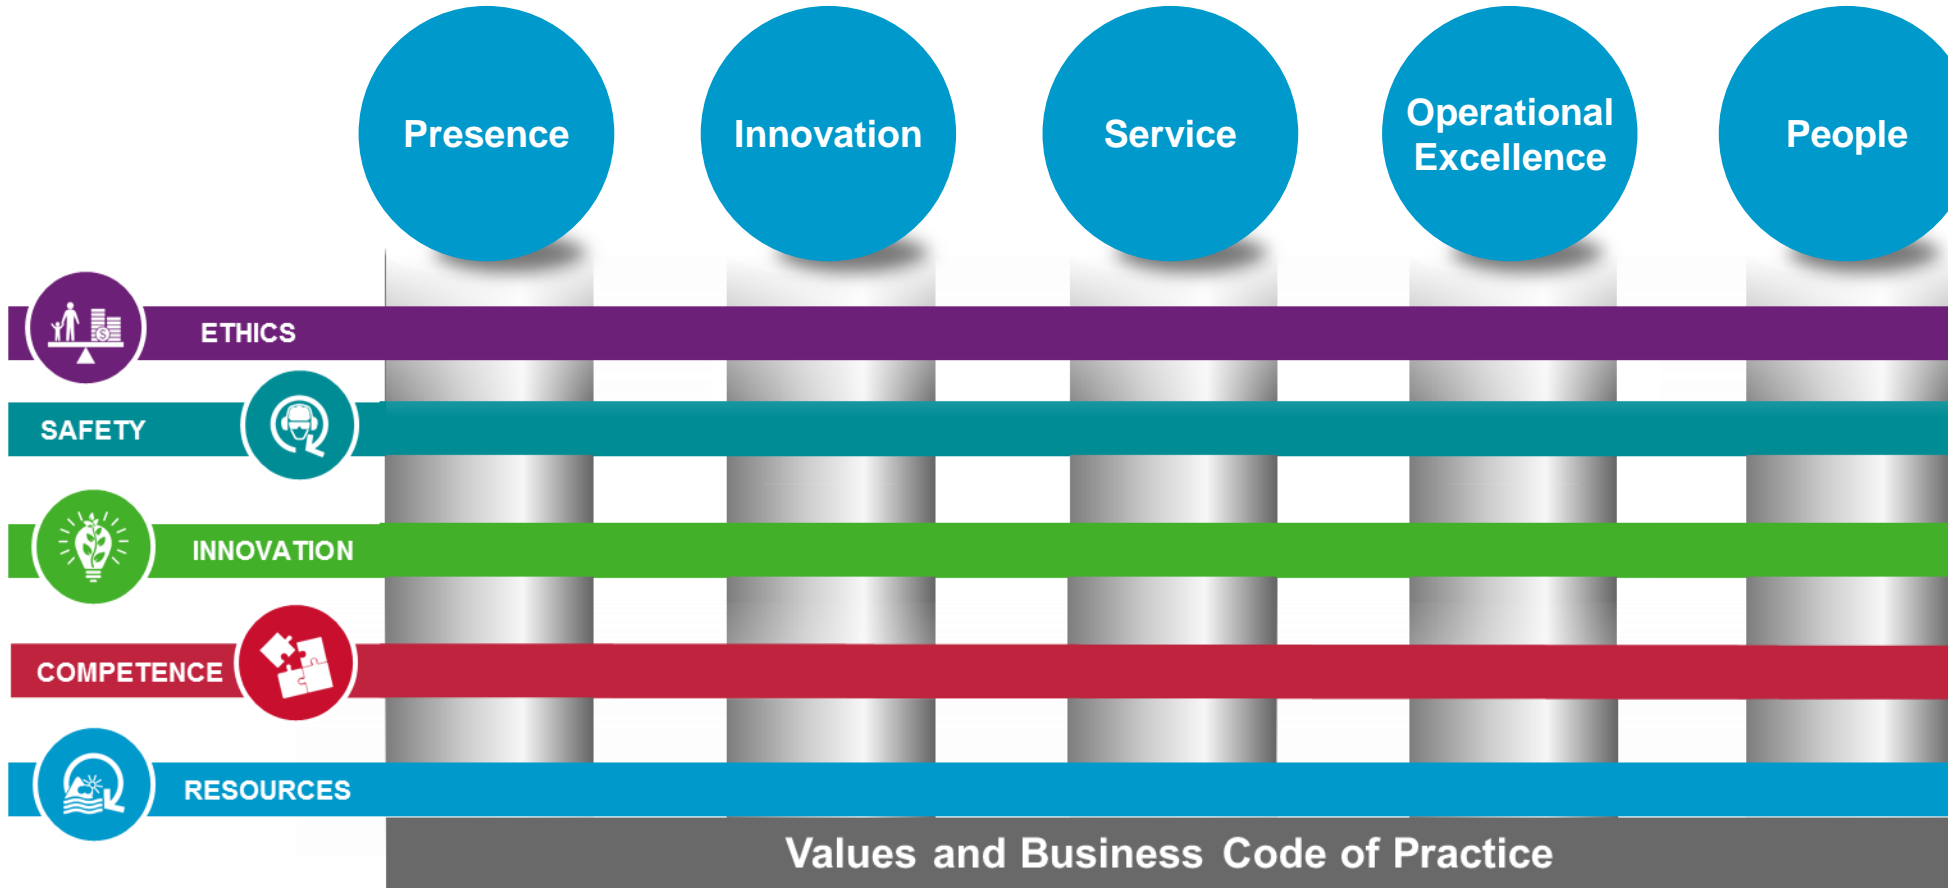 Presence
Innovation
Service
Operational
Excellence
People
ETHICS
SAFETY
INNOVATION
COMPETENCE
RESOURCES
Values and Business Code of Practice